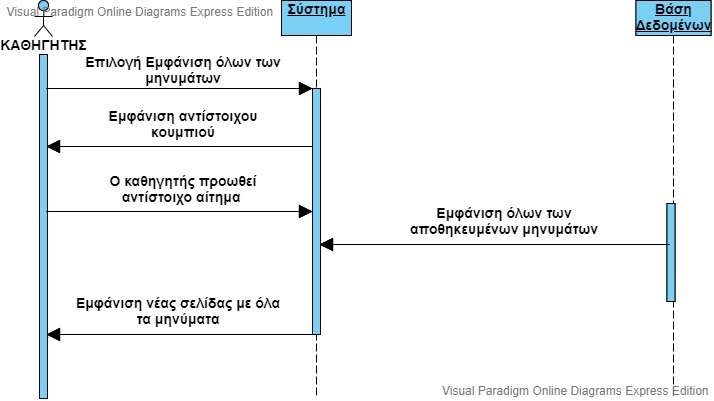 Visual Paradigm Online Diagrams Express Edition
Σύστημα
Βάση
Δεδομένων
ΚΑΘΗΓΗΤΗΣ
Επιλογή Εμφάνιση όλων των
μηνυμάτων
Εμφάνιση αντίστοιχου
κουμπιού
Ο καθηγητής προωθεί
αντίστοιχο αίτημα
Εμφάνιση όλων των
αποθηκευμένων μηνυμάτων
Εμφάνιση νέας σελίδας με όλα
τα μηνύματα
Visual Paradigm Online Diagrams Express Edition